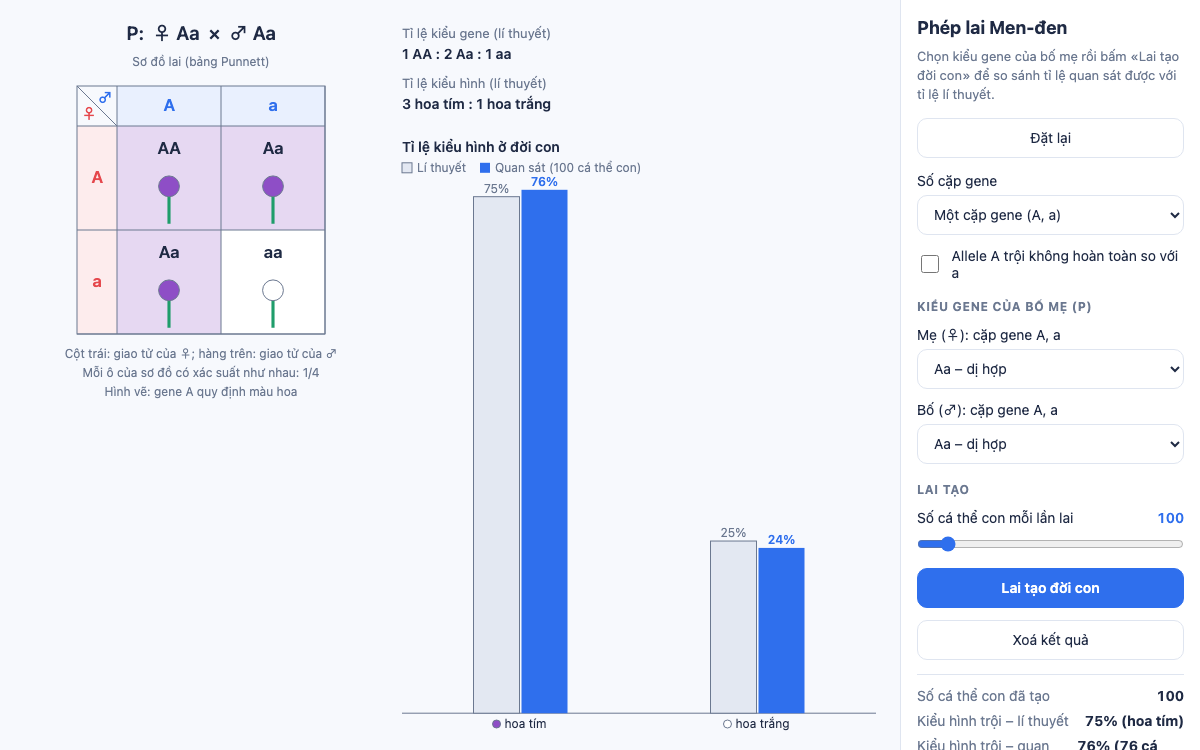 P: ♀ Aa × ♂ Aa
Sơ đồ lai (bảng Punnett)
♂
♀
A
a
A
AA
Aa
a
Aa
aa
Cột trái: giao tử của ♀; hàng trên: giao tử của ♂
Mỗi ô của sơ đồ có xác suất như nhau: 1/4
Hình vẽ: gene A quy định màu hoa
Tỉ lệ kiểu gene (lí thuyết)
1 AA : 2 Aa : 1 aa
Tỉ lệ kiểu hình (lí thuyết)
3 hoa tím : 1 hoa trắng
Tỉ lệ kiểu hình ở đời con
Lí thuyết
Quan sát (100 cá thể con)
75%
76%
25%
24%
hoa tím
hoa trắng
Phép lai Men-đen
Chọn kiểu gene của bố mẹ rồi bấm «Lai tạo
đời con» để so sánh tỉ lệ quan sát được với
tỉ lệ lí thuyết.
Đặt lại
Số cặp gene
Một cặp gene (A, a)
Allele A trội không hoàn toàn so với
a
KIỂU GENE CỦA BỐ MẸ (P)
Mẹ (♀): cặp gene A, a
Aa – dị hợp
Bố (♂): cặp gene A, a
Aa – dị hợp
LAI TẠO
Số cá thể con mỗi lần lai 100
Lai tạo đời con
Xoá kết quả
Số cá thể con đã tạo 100
Kiểu hình trội – lí thuyết 75% (hoa tím)
Kiểu hình trội – quan 76% (76 cá